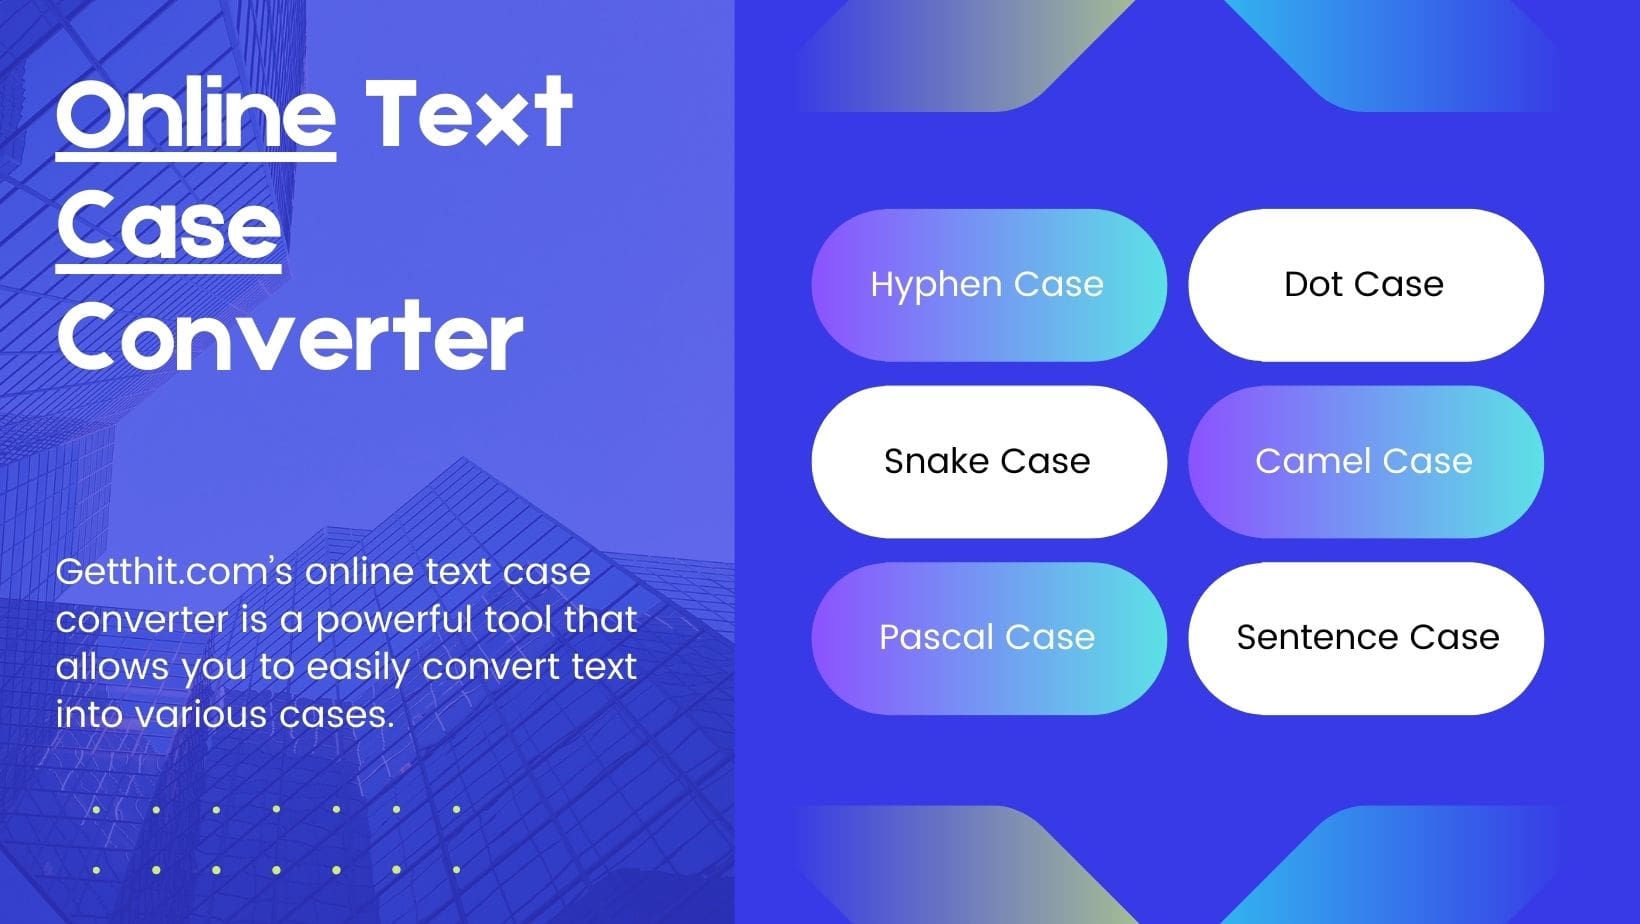 Online Text
Case
Converter
Getthit.com’s online text case
converter is a powerful tool that
allows you to easily convert text
into various cases.
Hyphen Case
Dot Case
Snake Case
Camel Case
Pascal Case
Sentence Case